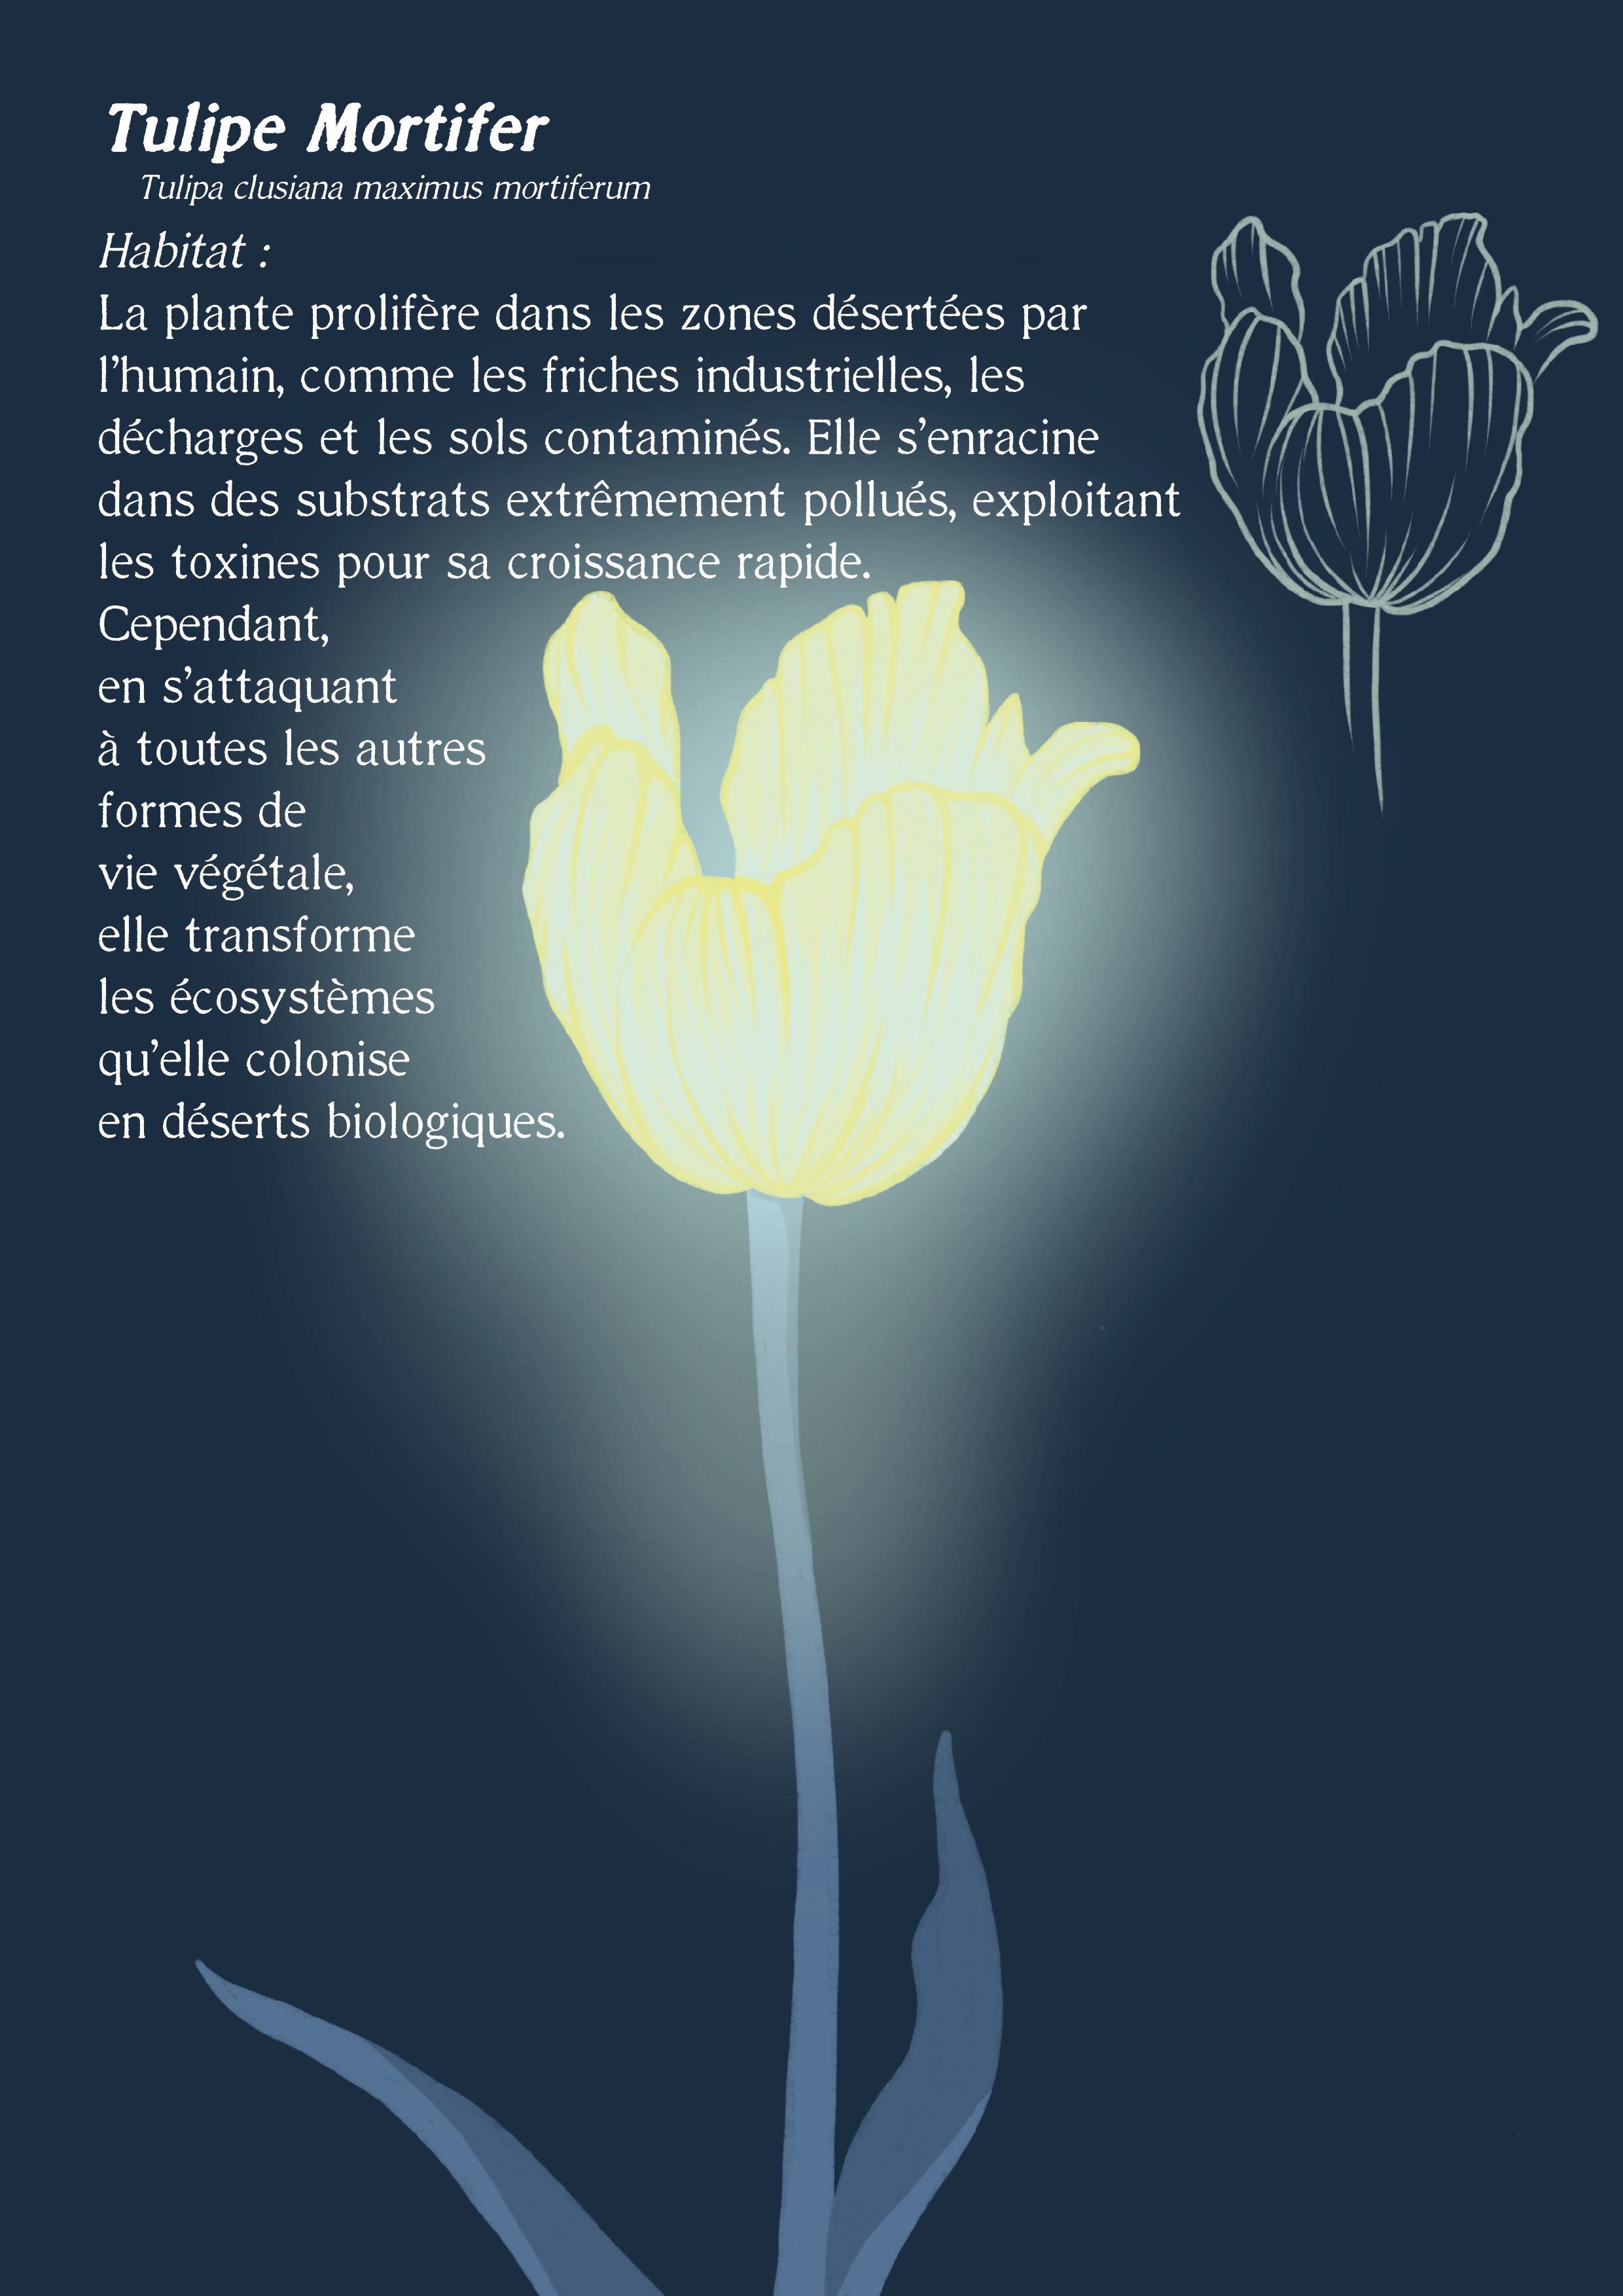 Tulipe Mortifer
Tulipa clusiana maximus mortiferum
Habitat :
La plante prolifère dans les zones désertées par
l’humain, comme les friches industrielles, les
décharges et les sols contaminés. Elle s’enracine
dans des substrats extrêmement pollués, exploitant
les toxines pour sa croissance rapide.
Cependant,
en s’attaquant
à toutes les autres
formes de
vie végétale,
elle transforme
les écosystèmes
qu’elle colonise
en déserts biologiques.